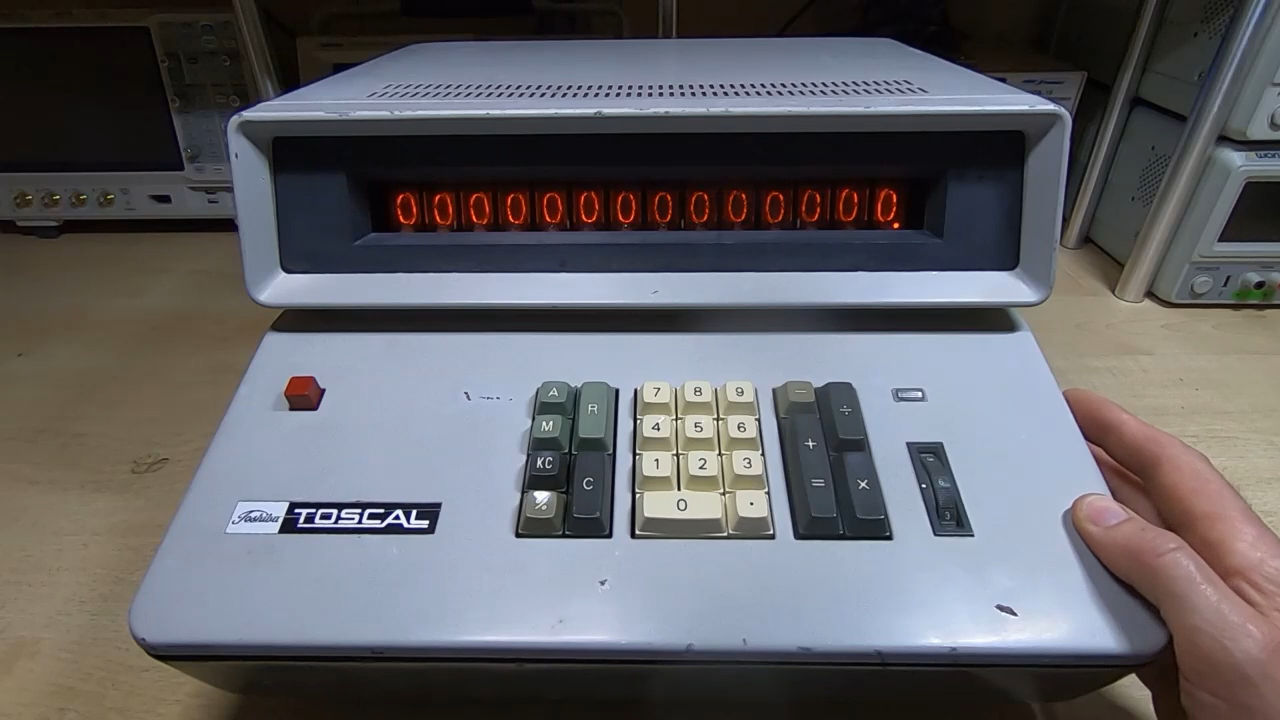 00000000000000.
A R 7 8 9 − ÷
M 4 5 6 +
KC C 1 2 3 = ×
% 0 .
Toshiba TOSCAL